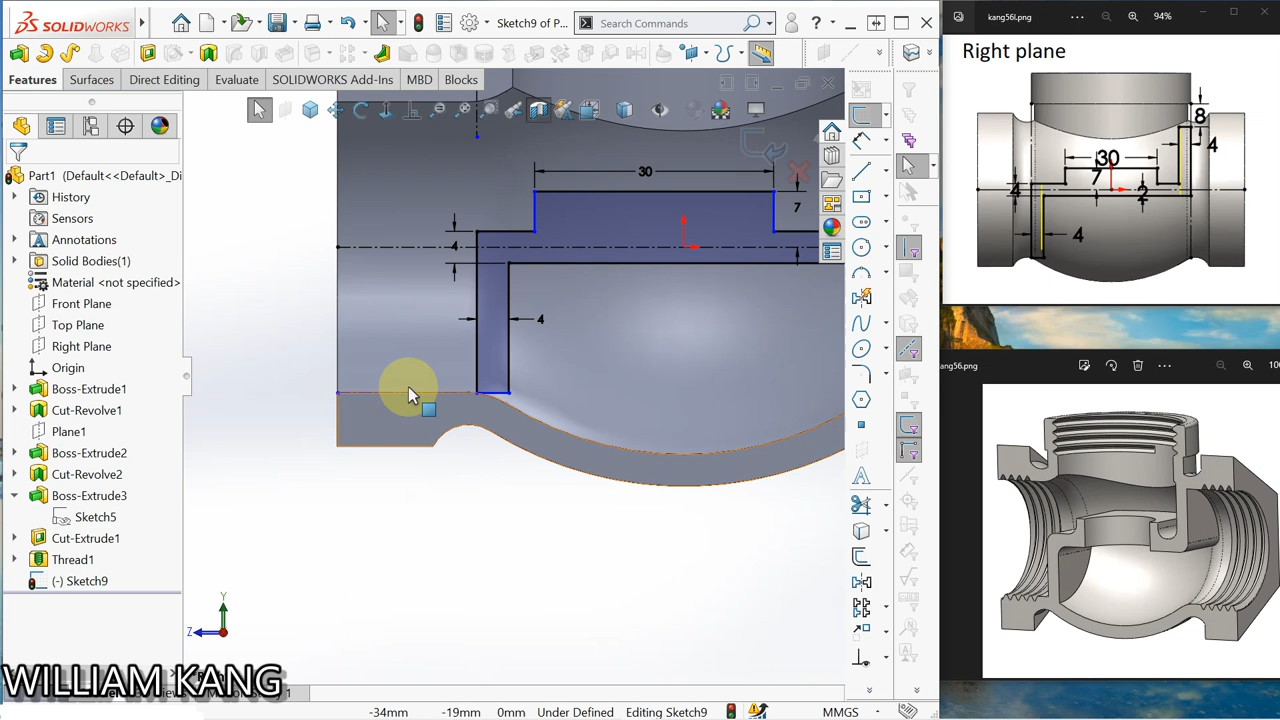 SOLIDWORKS
Sketch9 of P...
Search Commands
?
Features
Surfaces
Direct Editing
Evaluate
SOLIDWORKS Add-Ins
MBD
Blocks
Part1 (Default<<Default>_Di
History
Sensors
Annotations
Solid Bodies(1)
Material <not specified>
Front Plane
Top Plane
Right Plane
Origin
Boss-Extrude1
Cut-Revolve1
Plane1
Boss-Extrude2
Cut-Revolve2
Boss-Extrude3
Sketch5
Cut-Extrude1
Thread1
(-) Sketch9
30
7
4
4
Y
Z
WILLIAM KANG
-34mm
-19mm
0mm
Under Defined
Editing Sketch9
MMGS
kang56l.png
94%
Right plane
8
4
30
7
4
2
4
ang56.png
100